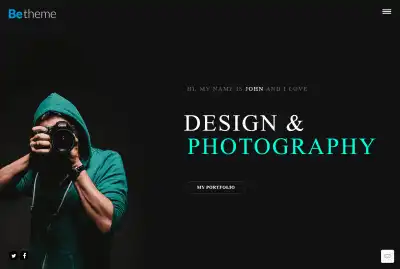 Betheme
HI, MY NAME IS JOHN AND I LOVE
DESIGN &
PHOTOGRAPHY
MY PORTFOLIO